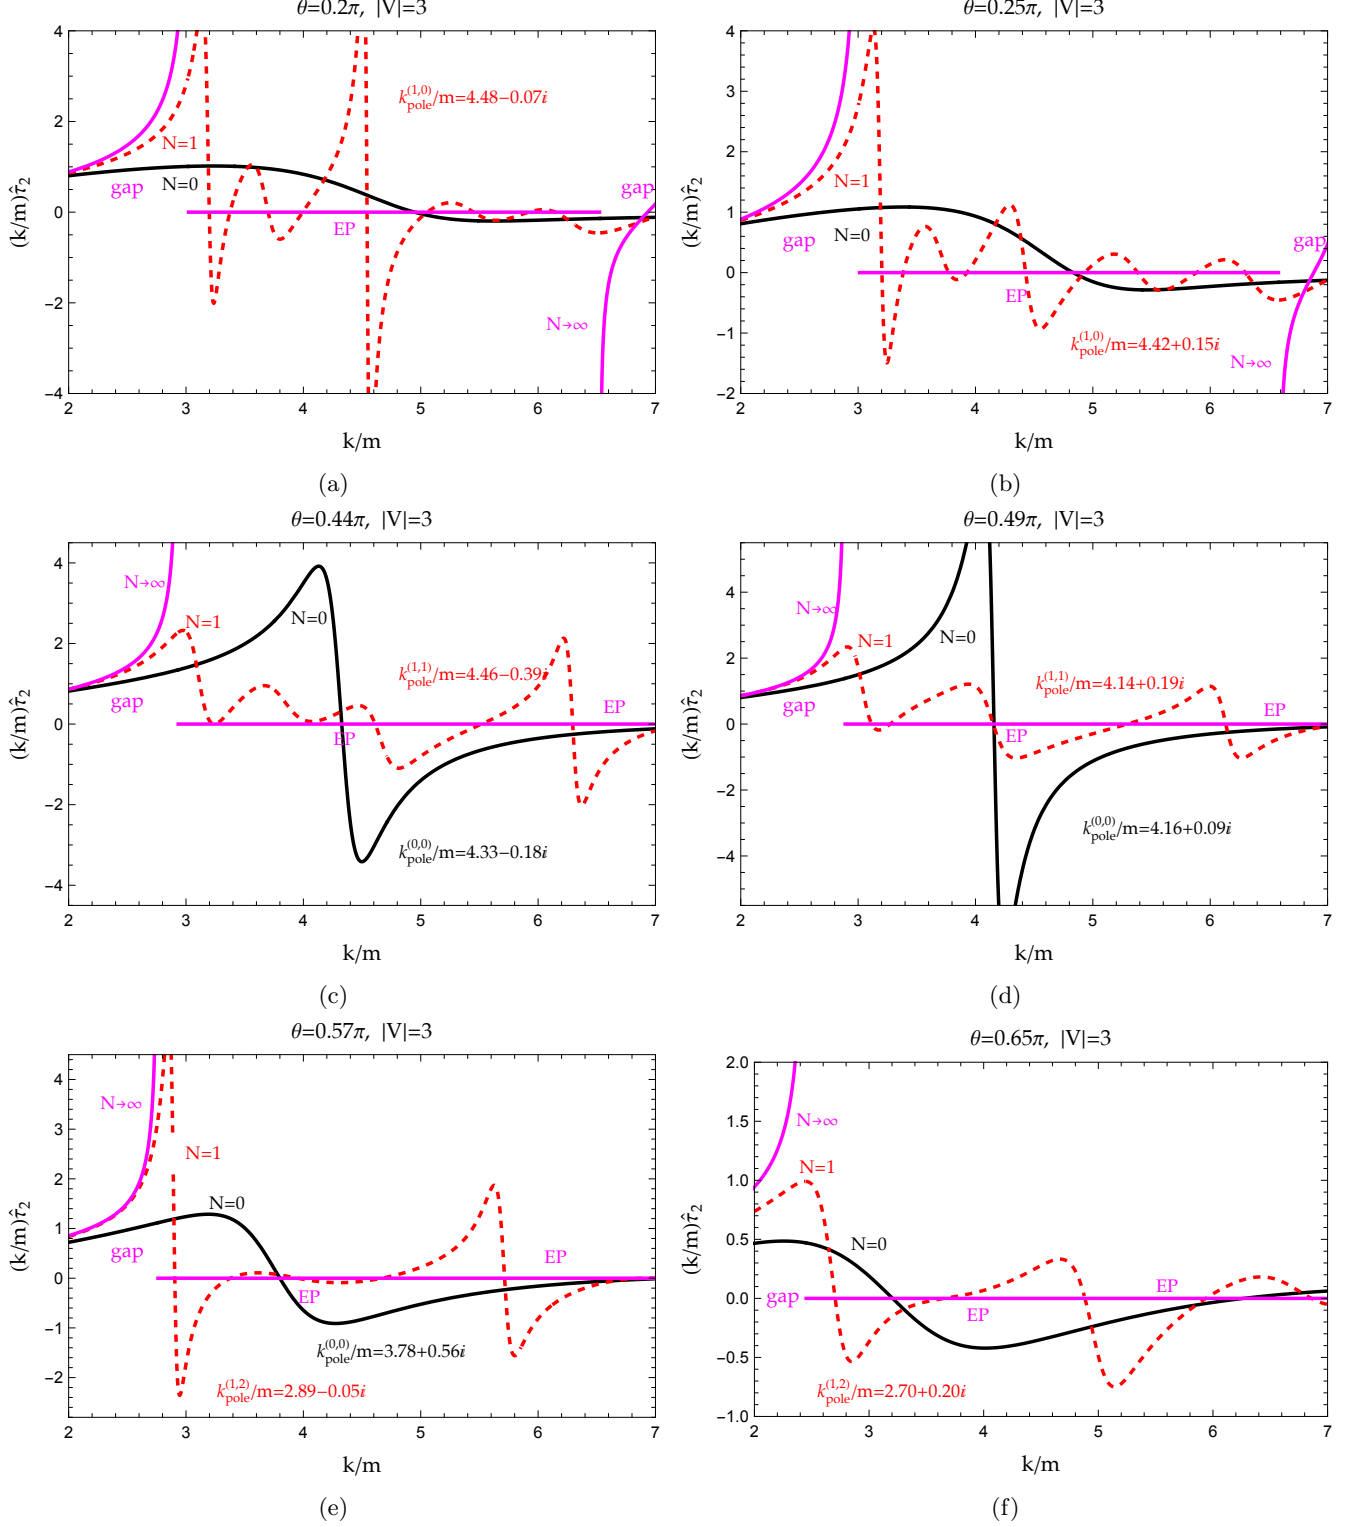 θ=0.2π, |V|=3
(k/m)τ̂₂
4
2
0
−2
−4
2
3
4
5
6
7
k/m
N=1
gap
N=0
EP
k_pole^(1,0)/m=4.48−0.07i
gap
N→∞
(a)
θ=0.25π, |V|=3
(k/m)τ̂₂
4
3
2
1
0
−1
−2
2
3
4
5
6
7
k/m
N=1
gap
N=0
EP
gap
k_pole^(1,0)/m=4.42+0.15i
N→∞
(b)
θ=0.44π, |V|=3
(k/m)τ̂₂
4
2
0
−2
−4
2
3
4
5
6
7
k/m
N→∞
N=1
N=0
gap
k_pole^(1,1)/m=4.46−0.39i
EP
EP
k_pole^(0,0)/m=4.33−0.18i
(c)
θ=0.49π, |V|=3
(k/m)τ̂₂
4
2
0
−2
−4
2
3
4
5
6
7
k/m
N→∞
N=1
N=0
gap
k_pole^(1,1)/m=4.14+0.19i
EP
EP
k_pole^(0,0)/m=4.16+0.09i
(d)
θ=0.57π, |V|=3
(k/m)τ̂₂
4
3
2
1
0
−1
−2
2
3
4
5
6
7
k/m
N→∞
N=1
N=0
gap
EP
EP
k_pole^(0,0)/m=3.78+0.56i
k_pole^(1,2)/m=2.89−0.05i
(e)
θ=0.65π, |V|=3
(k/m)τ̂₂
2.0
1.5
1.0
0.5
0.0
−0.5
−1.0
2
3
4
5
6
7
k/m
N→∞
N=1
N=0
gap
EP
EP
k_pole^(1,2)/m=2.70+0.20i
(f)